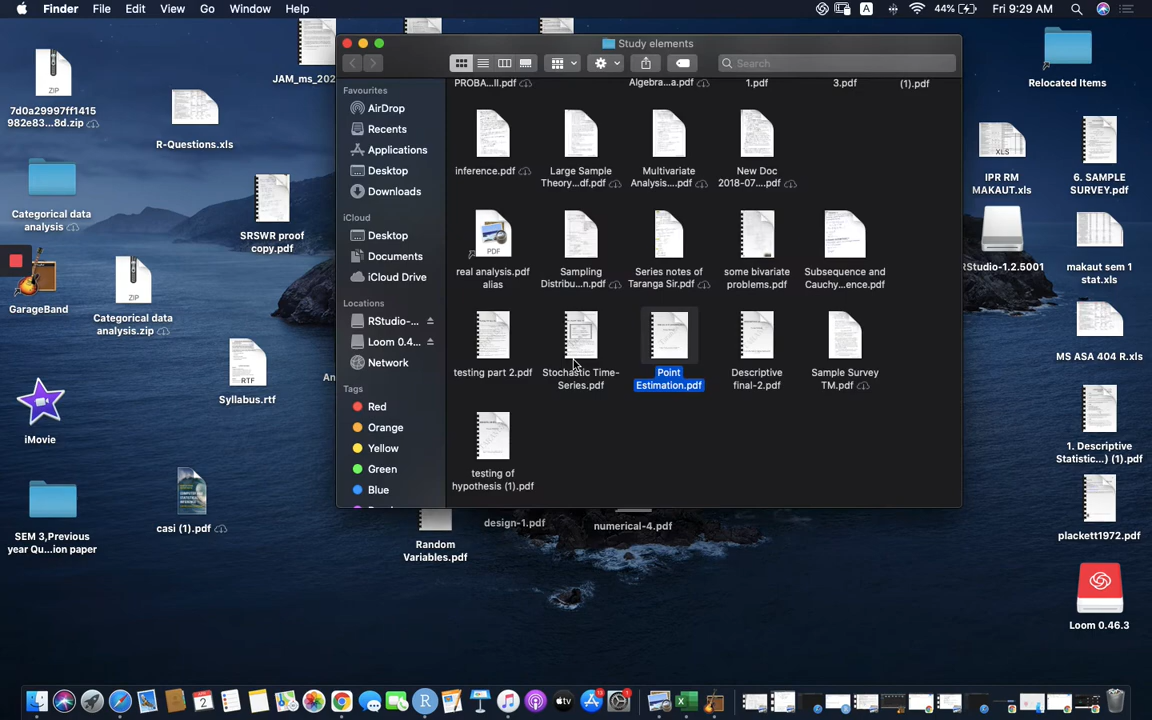 Finder File Edit View Go Window Help
A 44% Fri 9:29 AM
Study elements
Search
Favourites
AirDrop
Recents
Applications
Desktop
Downloads
iCloud
Desktop
Documents
iCloud Drive
Locations
RStudio-...
Loom 0.4...
Network
Tags
Red
Orange
Yellow
Green
Blue
PROBA...II.pdf
Algebra...a.pdf
1.pdf
3.pdf
(1).pdf
inference.pdf
Large Sample
Theory...df.pdf
Multivariate
Analysis....pdf
New Doc
2018-07....pdf
PDF
real analysis.pdf
alias
Sampling
Distribu...n.pdf
Series notes of
Taranga Sir.pdf
some bivariate
problems.pdf
Subsequence and
Cauchy...ence.pdf
testing part 2.pdf
Stochastic Time-
Series.pdf
Point
Estimation.pdf
Descriptive
final-2.pdf
Sample Survey
TM.pdf
testing of
hypothesis (1).pdf
JAM_ms_202
ZIP
7d0a29997ff1415
982e83...8d.zip
R-Questions.xls
Categorical data
analysis
SRSWR proof
copy.pdf
GarageBand
ZIP
Categorical data
analysis.zip
RTF
Syllabus.rtf
An
iMovie
casi (1).pdf
SEM 3,Previous
year Qu...ion paper
Random
Variables.pdf
design-1.pdf
numerical-4.pdf
Relocated Items
XLS
IPR RM
MAKAUT.xls
6. SAMPLE
SURVEY.pdf
RStudio-1.2.5001
makaut sem 1
stat.xls
MS ASA 404 R.xls
1. Descriptive
Statistic...) (1).pdf
plackett1972.pdf
Loom 0.46.3